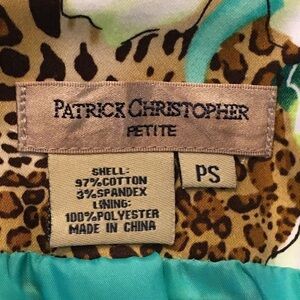 PATRICK CHRISTOPHER
PETITE
SHELL:
97%COTTON
3%SPANDEX
LINING:
100%POLYESTER
MADE IN CHINA
PS